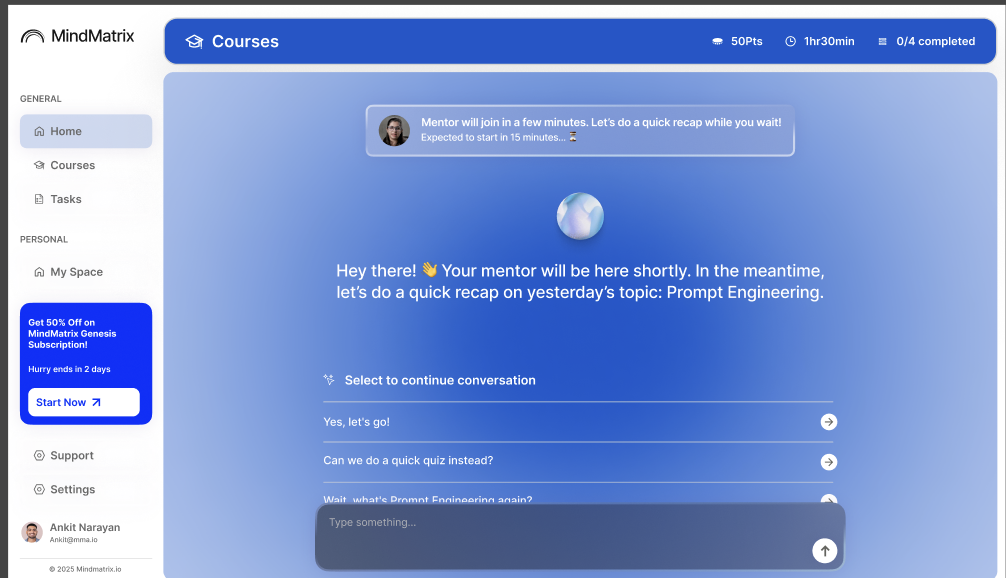 MindMatrix
GENERAL
Home
Courses
Tasks
PERSONAL
My Space
Get 50% Off on
MindMatrix Genesis
Subscription!
Hurry ends in 2 days
Start Now
Support
Settings
Ankit Narayan
Ankit@mma.io
© 2025 Mindmatrix.io
Courses
50Pts
1hr30min
0/4 completed
Mentor will join in a few minutes. Let’s do a quick recap while you wait!
Expected to start in 15 minutes... ⏳
Hey there! 👋 Your mentor will be here shortly. In the meantime,
let’s do a quick recap on yesterday’s topic: Prompt Engineering.
Select to continue conversation
Yes, let's go!
Can we do a quick quiz instead?
Wait, what's Prompt Engineering again?
Type something...